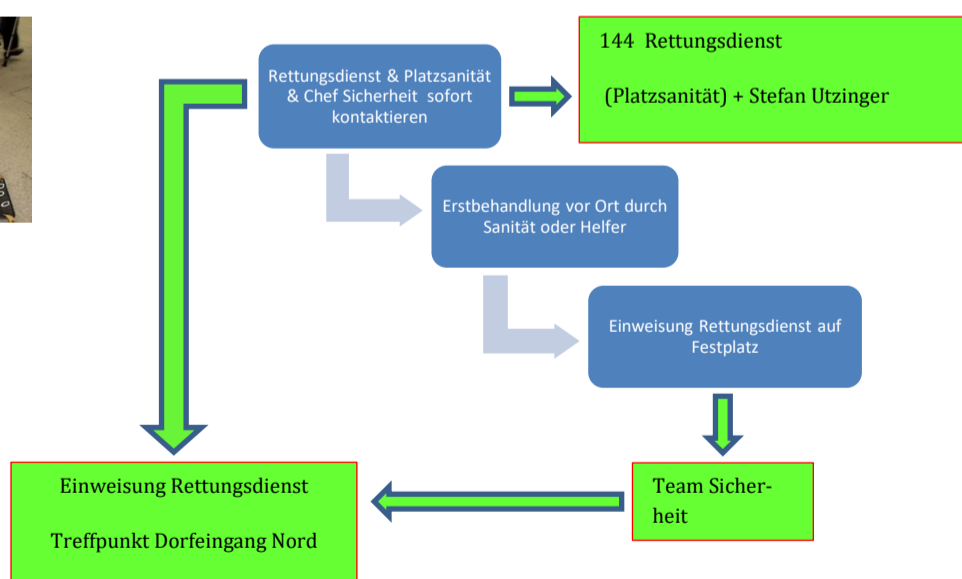 144 Rettungsdienst
(Platzsanität) + Stefan Utzinger
Rettungsdienst & Platzsanität
& Chef Sicherheit sofort
kontaktieren
Erstbehandlung vor Ort durch
Sanität oder Helfer
Einweisung Rettungsdienst auf
Festplatz
Einweisung Rettungsdienst
Treffpunkt Dorfeingang Nord
Team Sicher-
heit